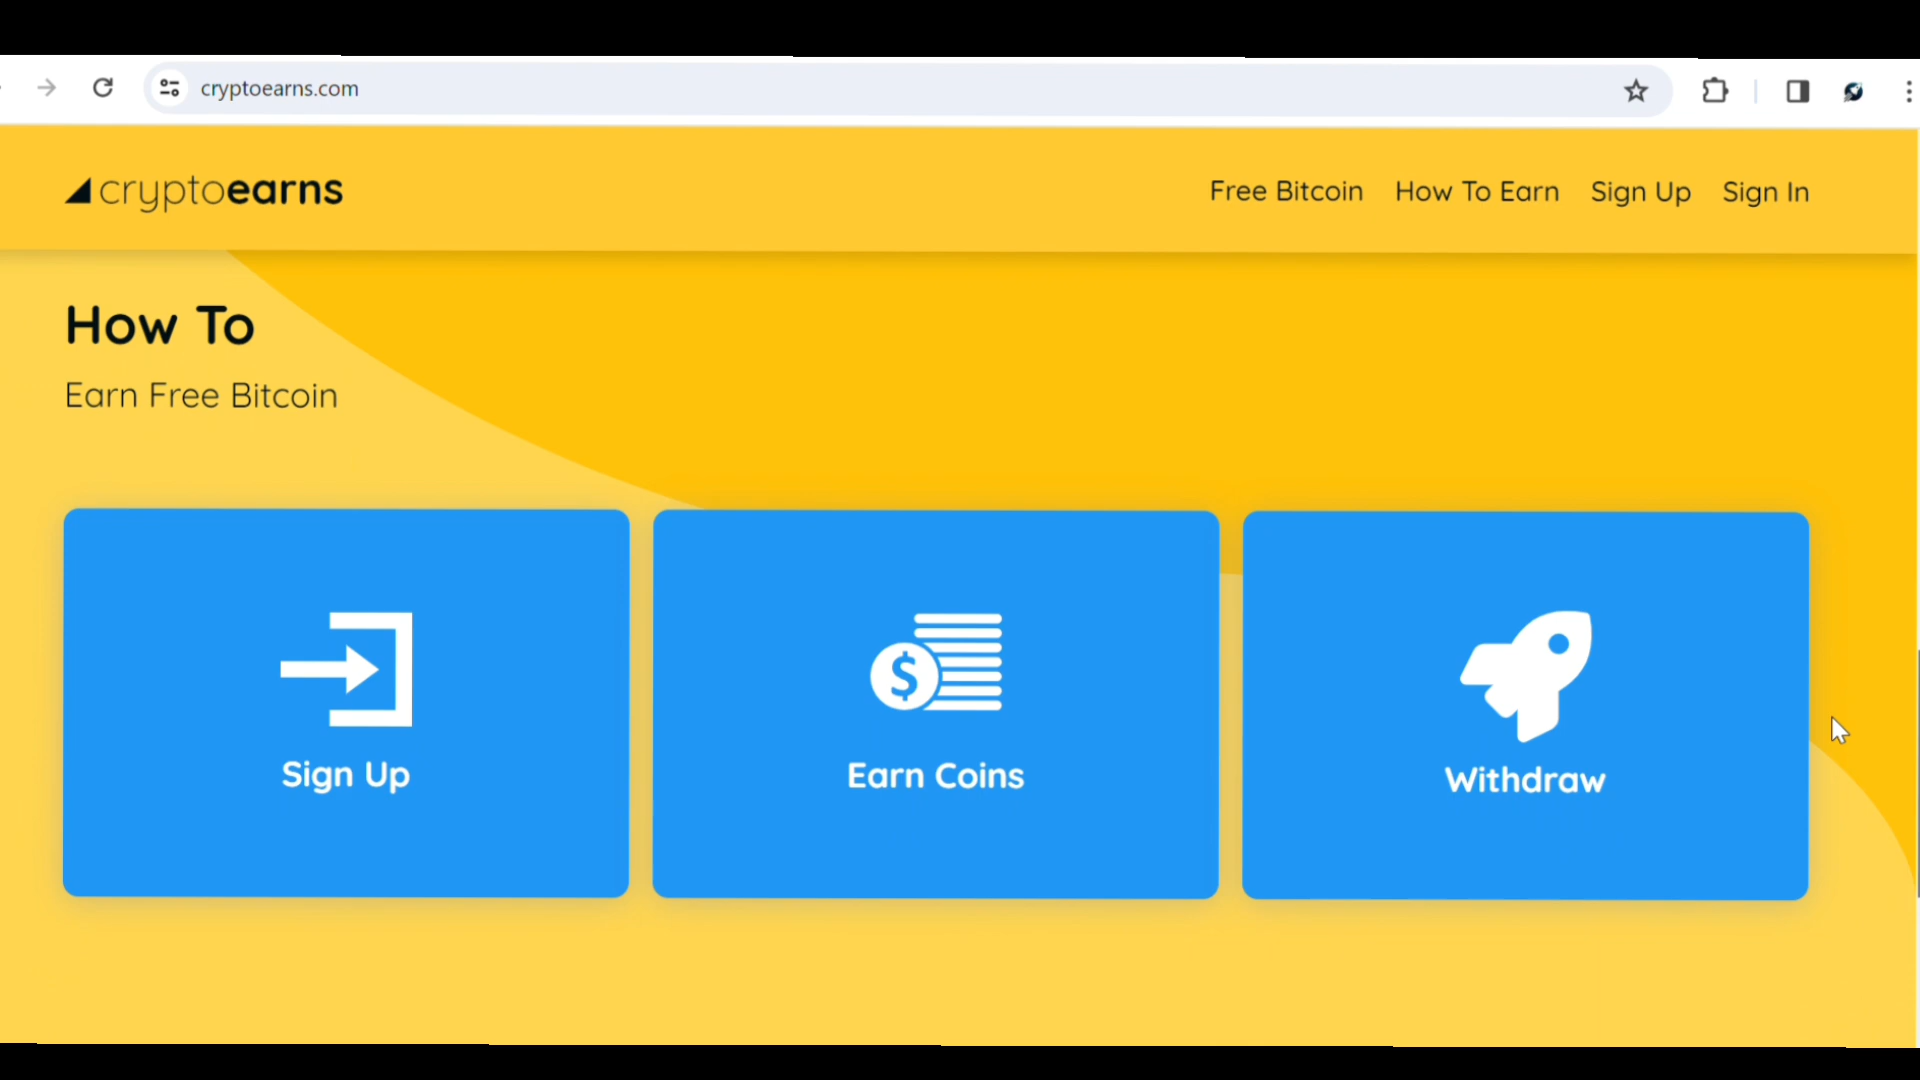 cryptoearns.com
cryptoearns
Free Bitcoin
How To Earn
Sign Up
Sign In
How To
Earn Free Bitcoin
$
Sign Up
Earn Coins
Withdraw